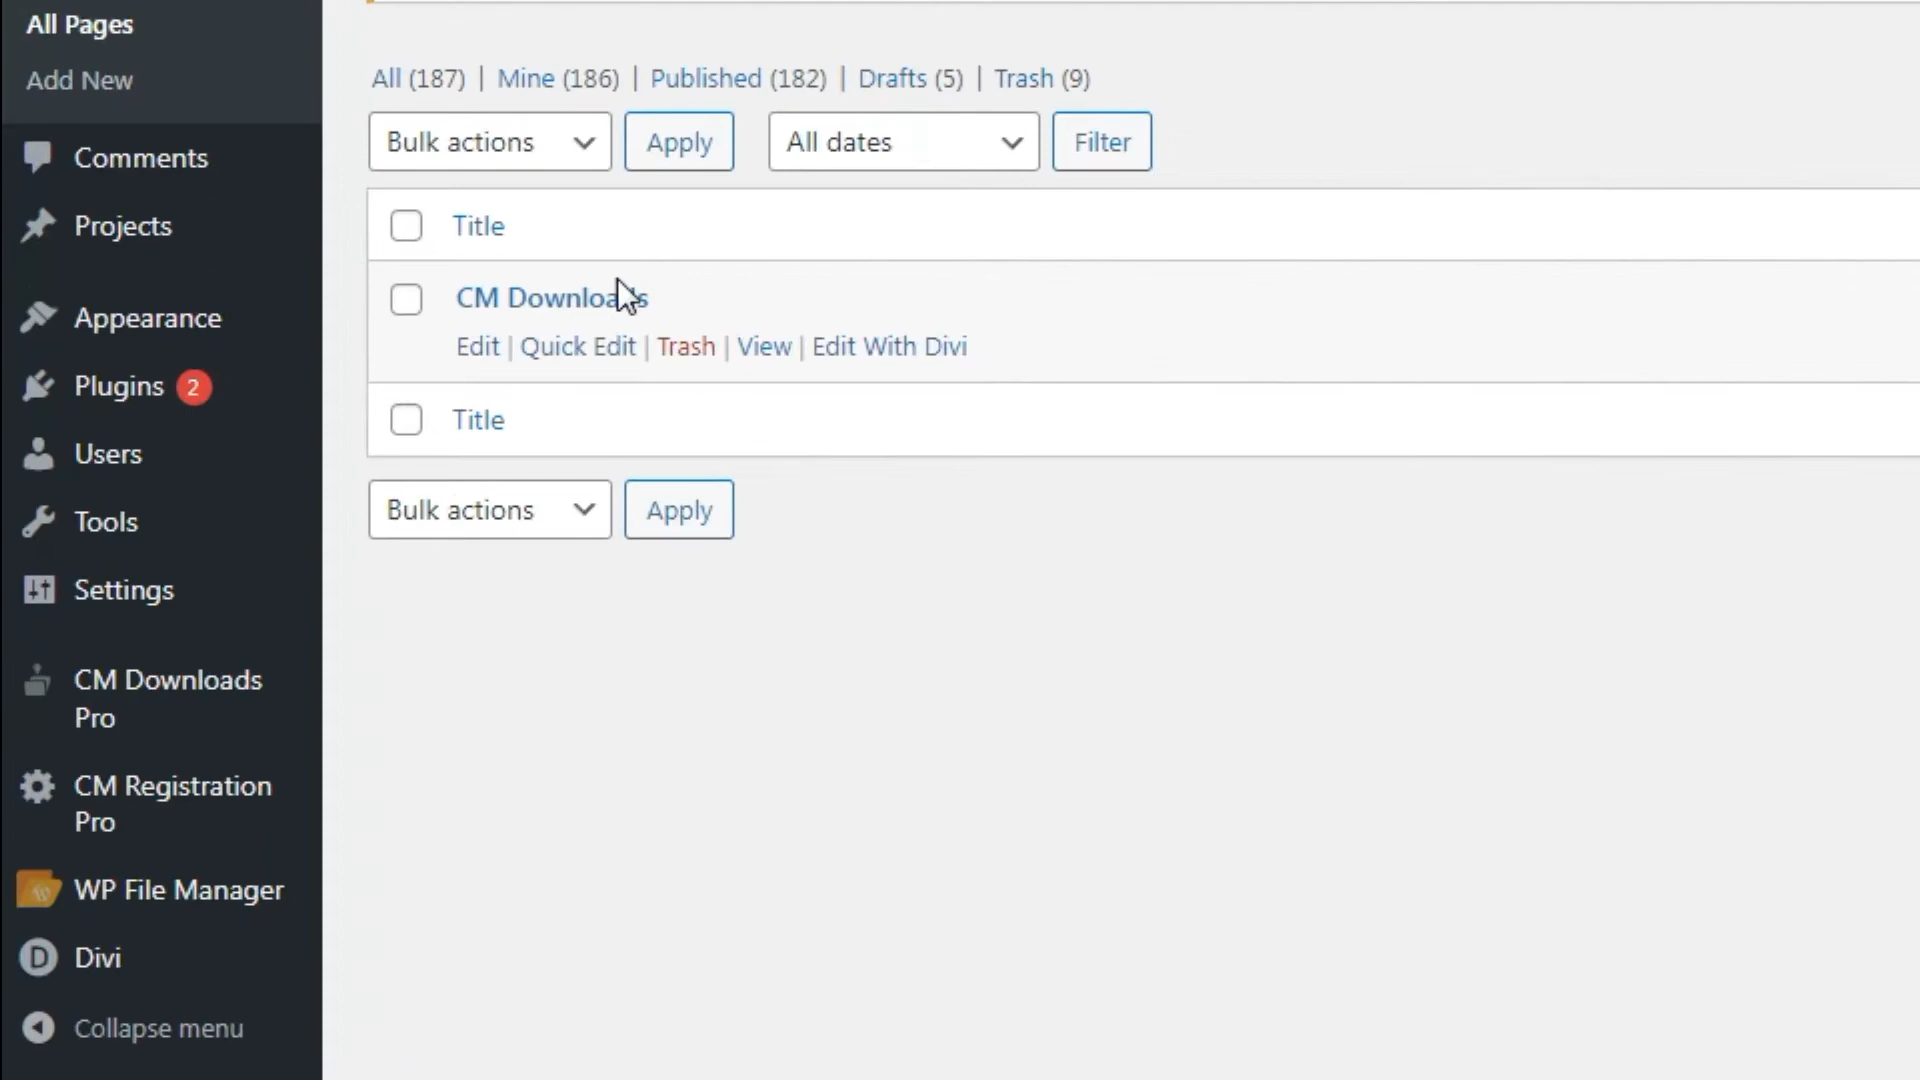 All Pages
Add New
Comments
Projects
Appearance
Plugins 2
Users
Tools
Settings
CM Downloads
Pro
CM Registration
Pro
WP File Manager
Divi
Collapse menu
All (187) | Mine (186) | Published (182) | Drafts (5) | Trash (9)
Bulk actions Apply All dates Filter
Title
CM Downloads
Edit | Quick Edit | Trash | View | Edit With Divi
Title
Bulk actions Apply